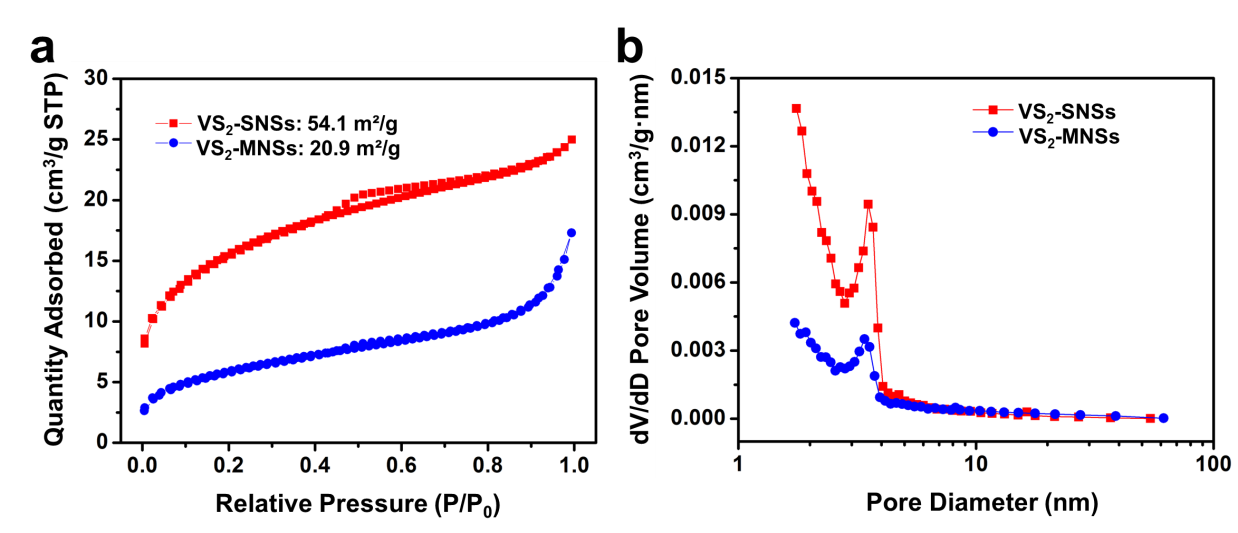 a
Quantity Adsorbed (cm³/g STP)
30
25
20
15
10
5
0
VS₂-SNSs: 54.1 m²/g
VS₂-MNSs: 20.9 m²/g
0.0 0.2 0.4 0.6 0.8 1.0
Relative Pressure (P/P₀)
b
dV/dD Pore Volume (cm³/g·nm)
0.015
0.012
0.009
0.006
0.003
0.000
VS₂-SNSs
VS₂-MNSs
1 10 100
Pore Diameter (nm)